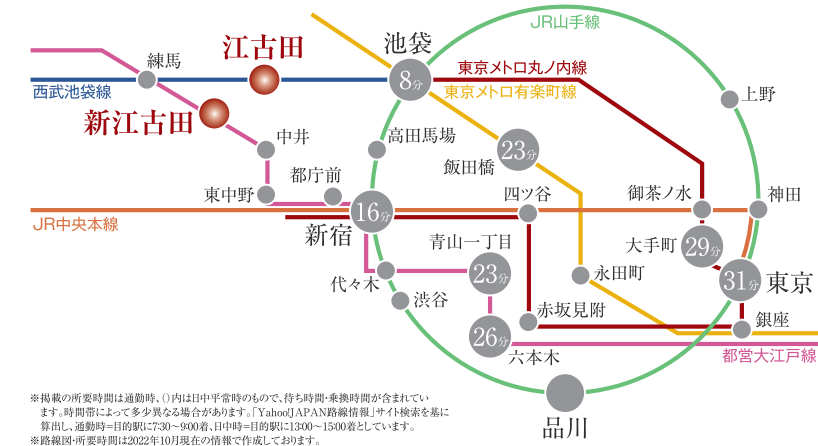 JR山手線
江古田
池袋
練馬
8分
東京メトロ丸ノ内線
西武池袋線
東京メトロ有楽町線
上野
新江古田
中井
高田馬場
23分
飯田橋
都庁前
東中野
四ツ谷
御茶ノ水
神田
16分
JR中央本線
新宿
青山一丁目
大手町
29分
代々木
23分
永田町
31分
東京
渋谷
赤坂見附
銀座
26分
六本木
都営大江戸線
品川
※掲載の所要時間は通勤時、()内は日中平常時のもので、待ち時間・乗換時間が含まれてい
ます。時間帯によって多少異なる場合があります。「Yahoo!JAPAN路線情報」サイト検索を基に
算出し、通勤時=目的駅に7:30〜9:00着、日中時=目的駅に13:00〜15:00着としています。
※路線図・所要時間は2022年10月現在の情報で作成しております。